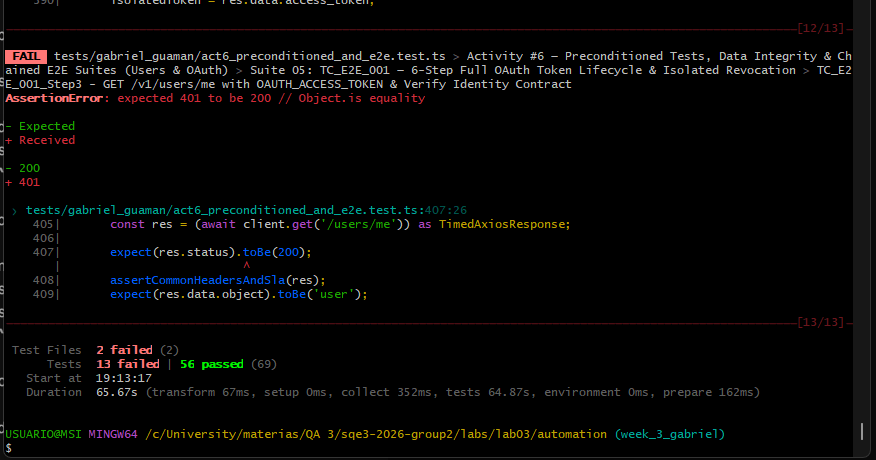 390|       isolatedToken = res.data.access_token;
[12/13]
FAIL  tests/gabriel_guaman/act6_preconditioned_and_e2e.test.ts > Activity #6 – Preconditioned Tests, Data Integrity & Ch
ained E2E Suites (Users & OAuth) > Suite 05: TC_E2E_001 – 6-Step Full OAuth Token Lifecycle & Isolated Revocation > TC_E2
E_001_Step3 - GET /v1/users/me with OAUTH_ACCESS_TOKEN & Verify Identity Contract
AssertionError: expected 401 to be 200 // Object.is equality
- Expected
+ Received
- 200
+ 401
❯ tests/gabriel_guaman/act6_preconditioned_and_e2e.test.ts:407:26
405|       const res = (await client.get('/users/me')) as TimedAxiosResponse;
406|
407|       expect(res.status).toBe(200);
|                          ^
408|       assertCommonHeadersAndSla(res);
409|       expect(res.data.object).toBe('user');
[13/13]
Test Files  2 failed (2)
Tests  13 failed | 56 passed (69)
Start at  19:13:17
Duration  65.67s (transform 67ms, setup 0ms, collect 352ms, tests 64.87s, environment 0ms, prepare 162ms)
USUARIO@MSI MINGW64 /c/University/materias/QA 3/sqe3-2026-group2/labs/lab03/automation (week_3_gabriel)
$